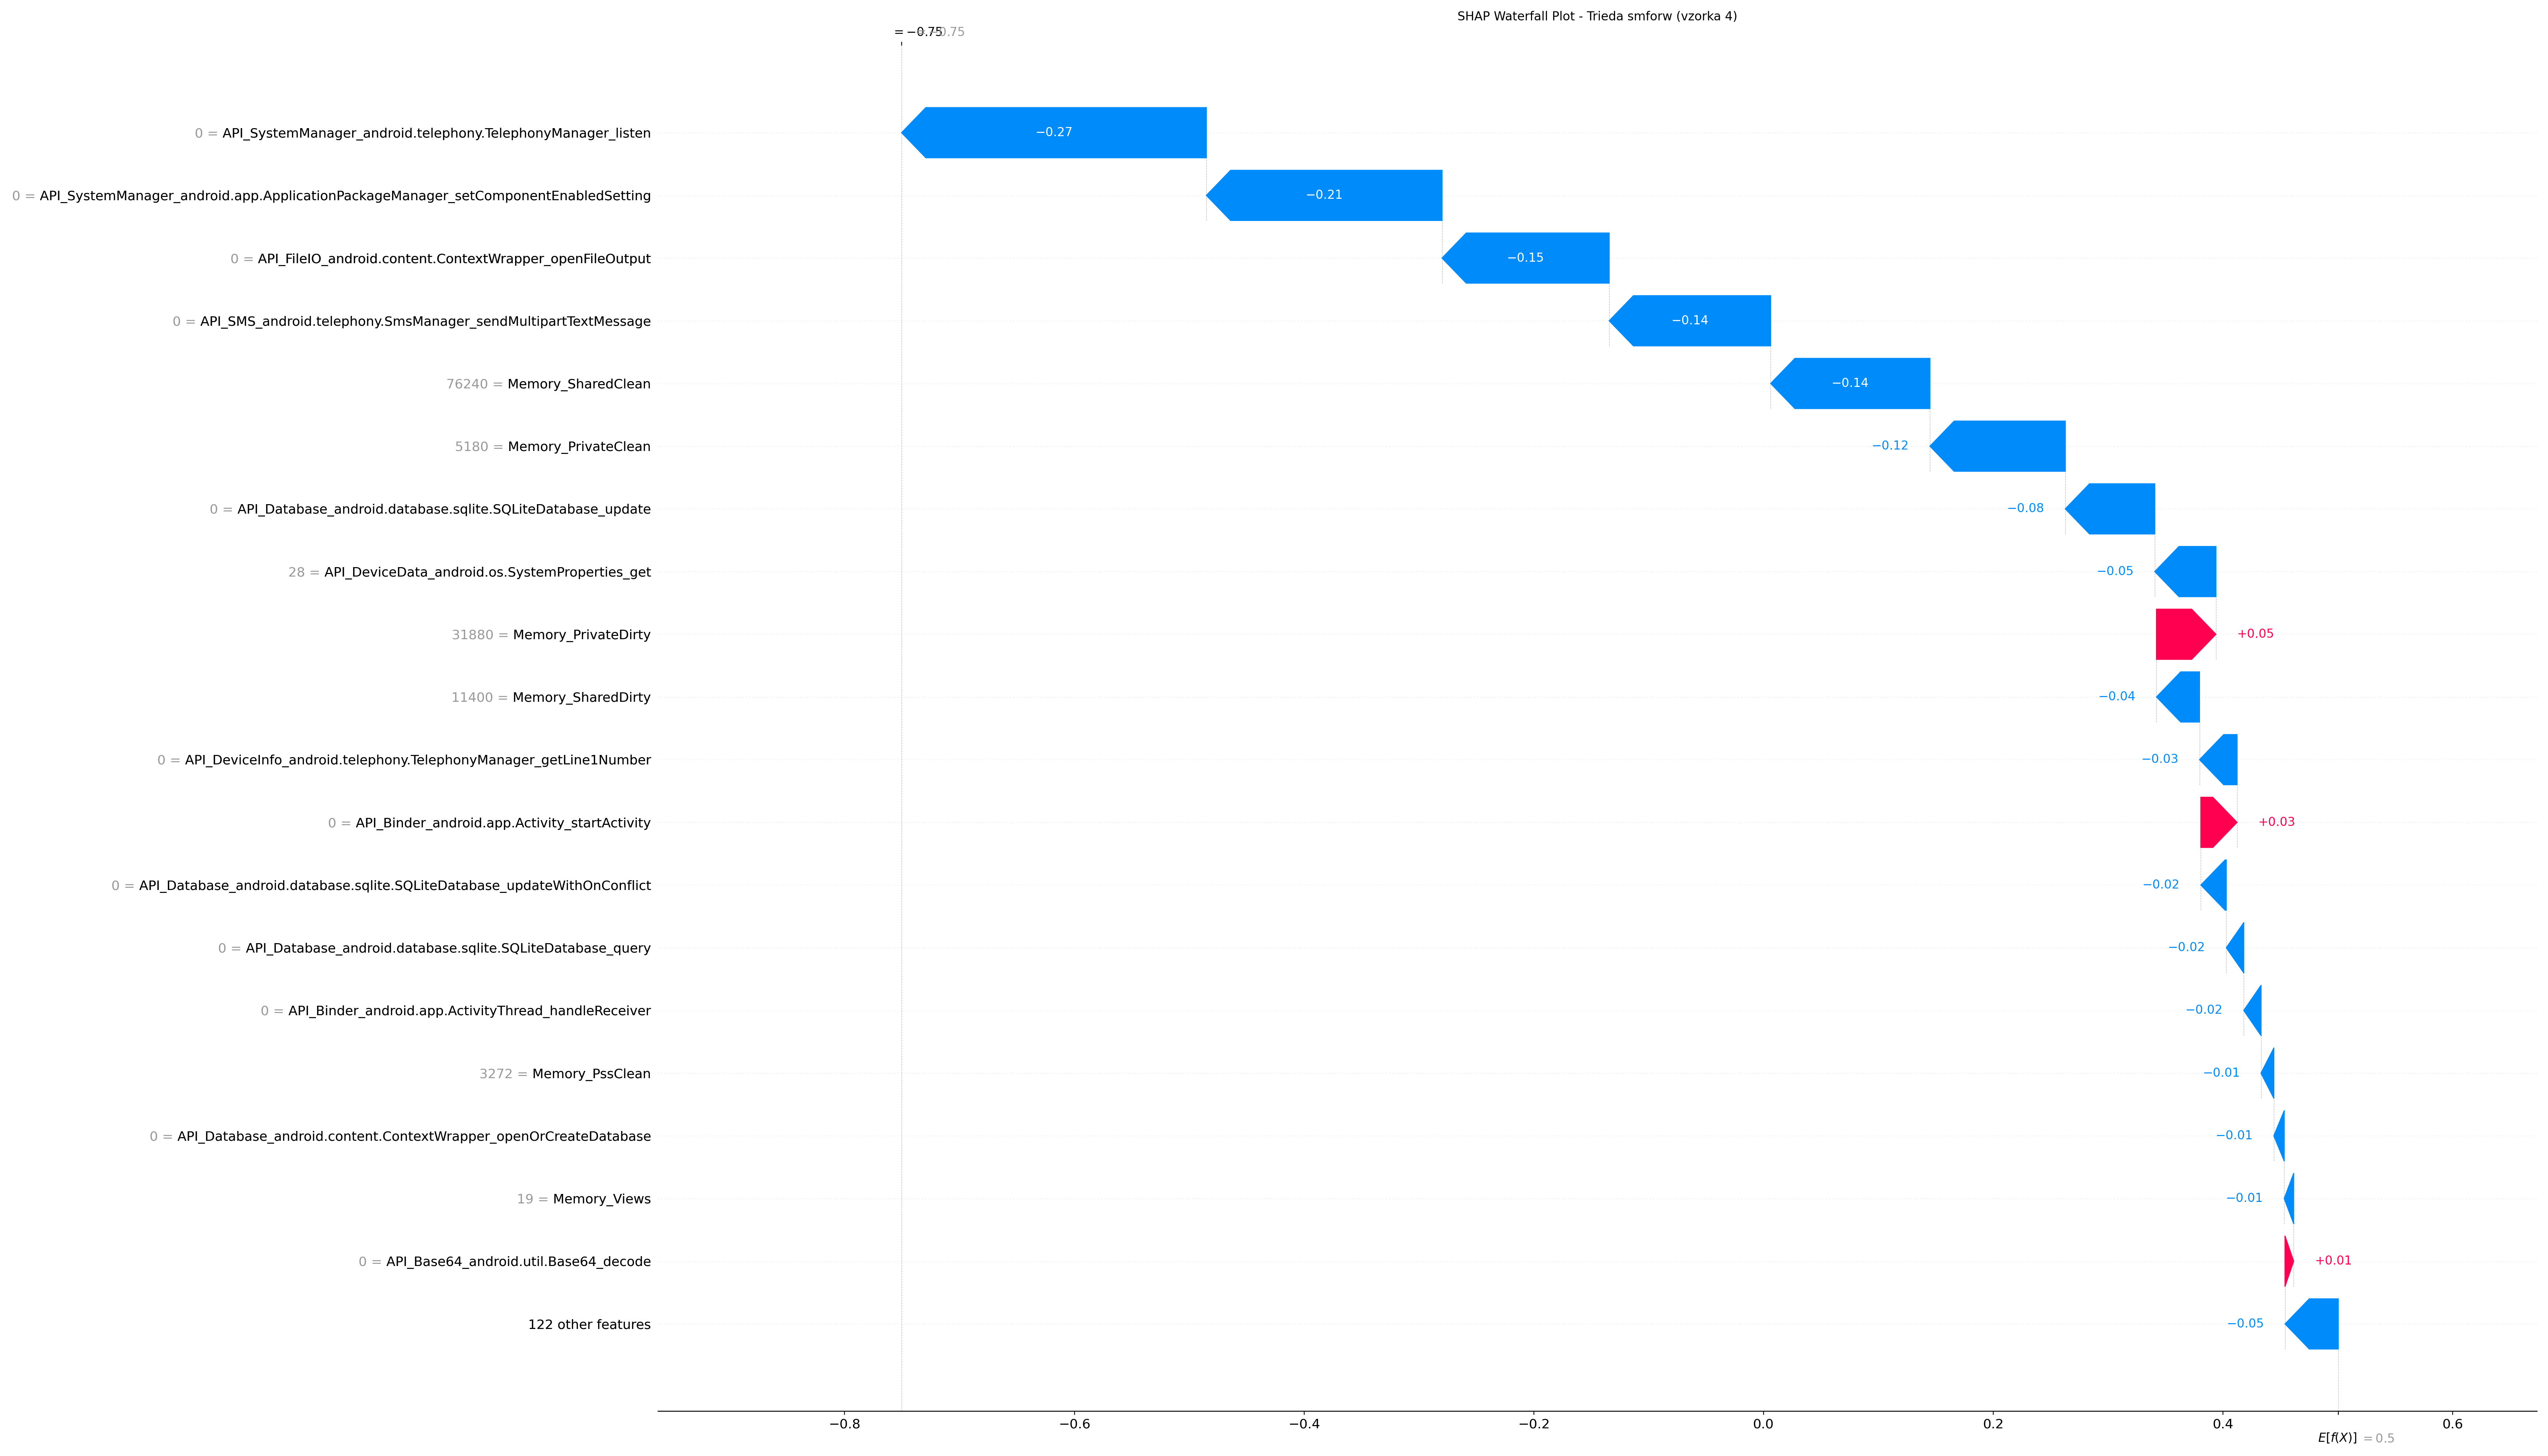 SHAP Waterfall Plot - Trieda smforw (vzorka 4)
= −0.75
0 = API_SystemManager_android.telephony.TelephonyManager_listen −0.27
0 = API_SystemManager_android.app.ApplicationPackageManager_setComponentEnabledSetting −0.21
0 = API_FileIO_android.content.ContextWrapper_openFileOutput −0.15
0 = API_SMS_android.telephony.SmsManager_sendMultipartTextMessage −0.14
76240 = Memory_SharedClean −0.14
5180 = Memory_PrivateClean −0.12
0 = API_Database_android.database.sqlite.SQLiteDatabase_update −0.08
28 = API_DeviceData_android.os.SystemProperties_get −0.05
31880 = Memory_PrivateDirty +0.05
11400 = Memory_SharedDirty −0.04
0 = API_DeviceInfo_android.telephony.TelephonyManager_getLine1Number −0.03
0 = API_Binder_android.app.Activity_startActivity +0.03
0 = API_Database_android.database.sqlite.SQLiteDatabase_updateWithOnConflict −0.02
0 = API_Database_android.database.sqlite.SQLiteDatabase_query −0.02
0 = API_Binder_android.app.ActivityThread_handleReceiver −0.02
3272 = Memory_PssClean −0.01
0 = API_Database_android.content.ContextWrapper_openOrCreateDatabase −0.01
19 = Memory_Views −0.01
0 = API_Base64_android.util.Base64_decode +0.01
122 other features −0.05
−0.8 −0.6 −0.4 −0.2 0.0 0.2 0.4 0.6
E[f(X)] = 0.5